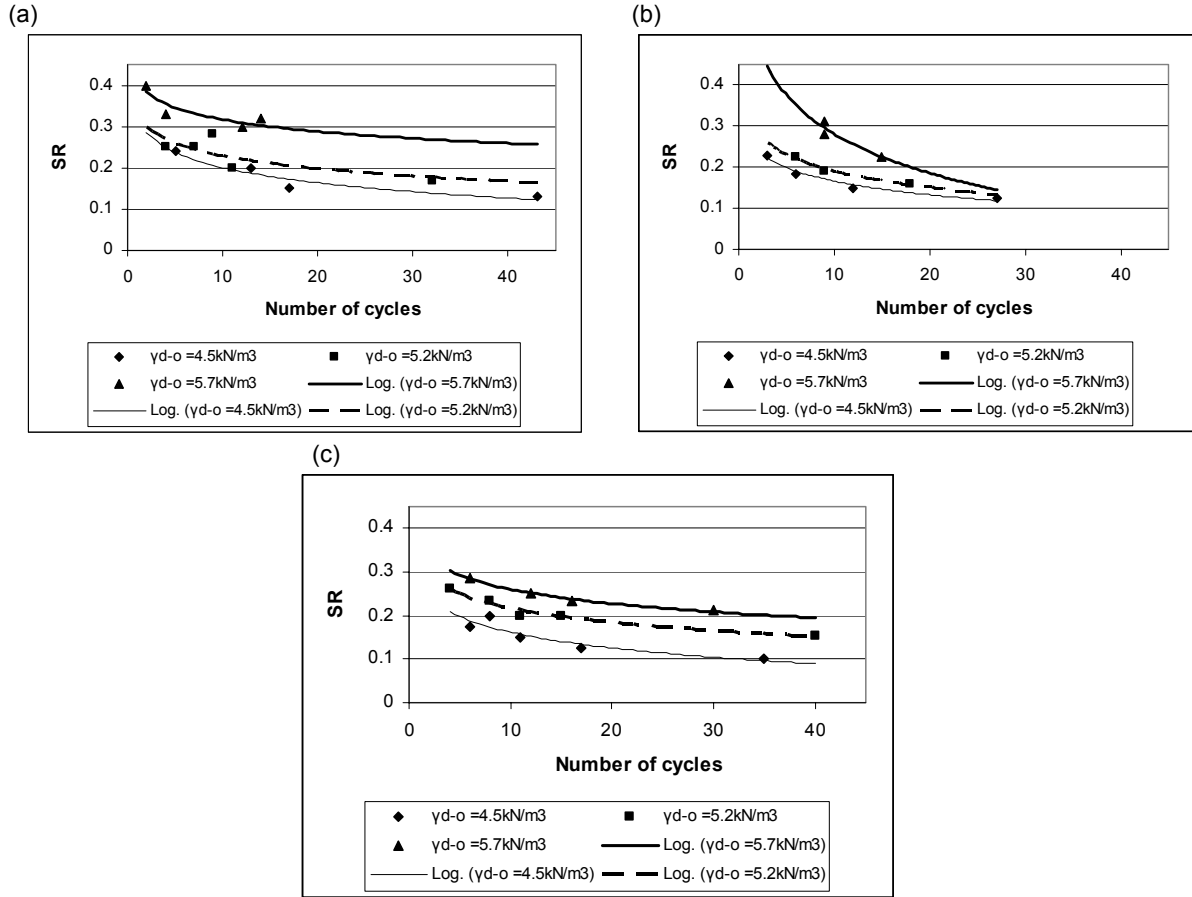 (a)
SR
0.4
0.3
0.2
0.1
0
0 10 20 30 40
Number of cycles
γd-o =4.5kN/m3 γd-o =5.2kN/m3
γd-o =5.7kN/m3 Log. (γd-o =5.7kN/m3)
Log. (γd-o =4.5kN/m3) Log. (γd-o =5.2kN/m3)
(b)
SR
0.4
0.3
0.2
0.1
0
0 10 20 30 40
Number of cycles
γd-o =4.5kN/m3 γd-o =5.2kN/m3
γd-o =5.7kN/m3 Log. (γd-o =5.7kN/m3)
Log. (γd-o =4.5kN/m3) Log. (γd-o =5.2kN/m3)
(c)
SR
0.4
0.3
0.2
0.1
0
0 10 20 30 40
Number of cycles
γd-o =4.5kN/m3 γd-o =5.2kN/m3
γd-o =5.7kN/m3 Log. (γd-o =5.7kN/m3)
Log. (γd-o =4.5kN/m3) Log. (γd-o =5.2kN/m3)